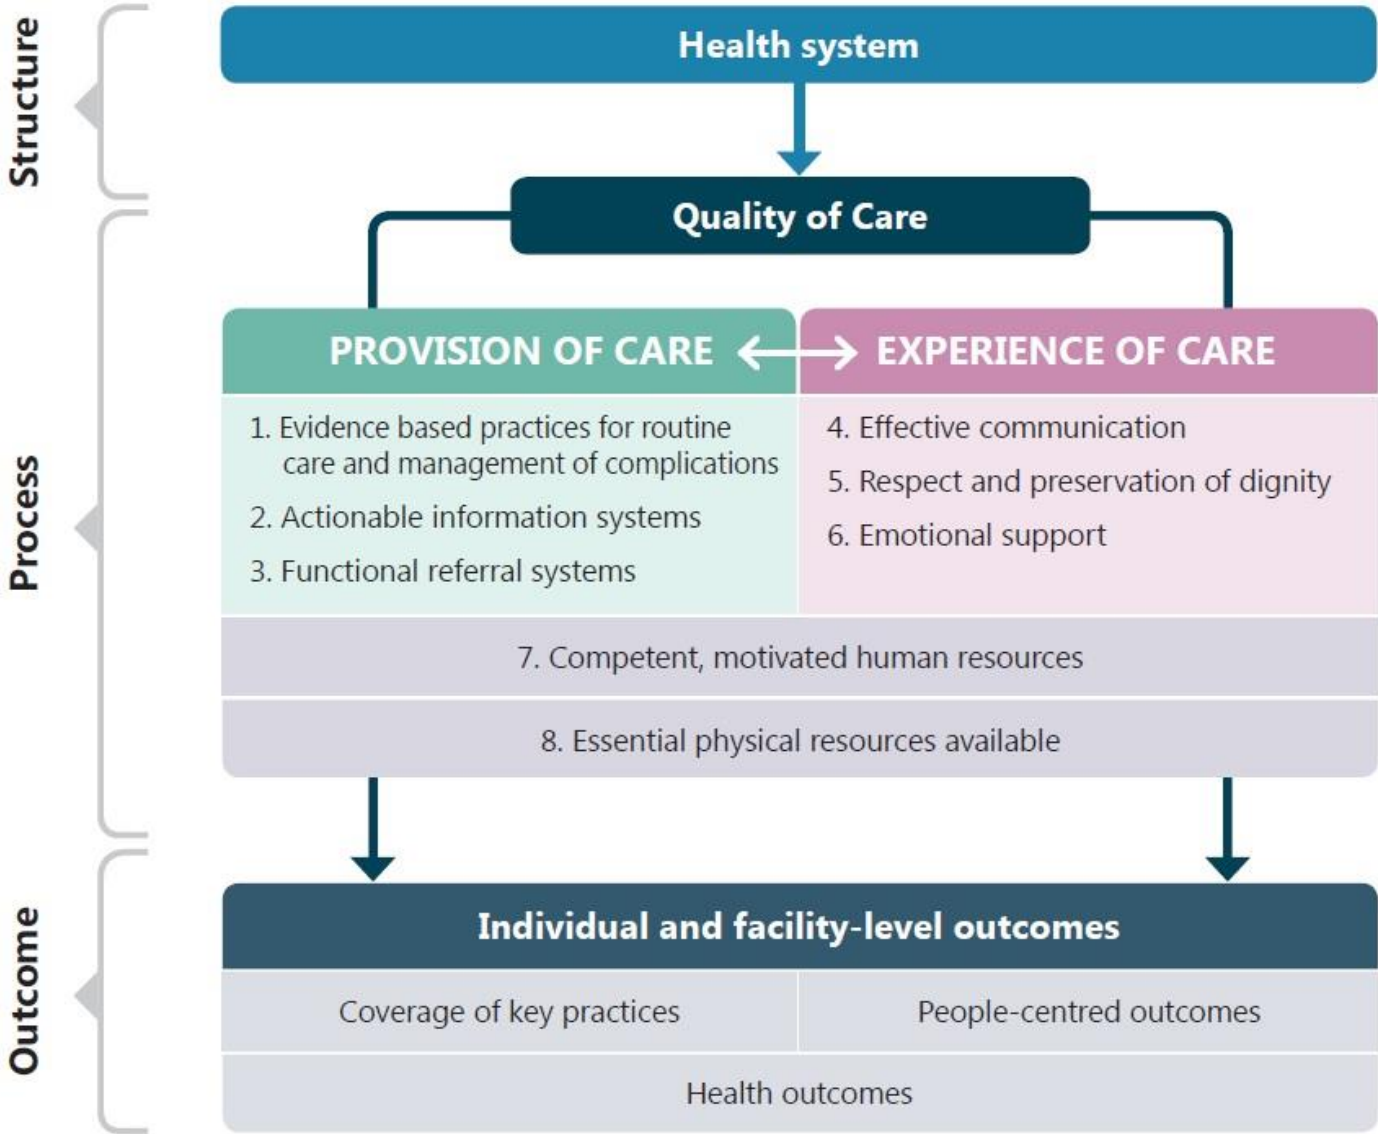 Structure
Health system
Quality of Care
Process
PROVISION OF CARE
EXPERIENCE OF CARE
1. Evidence based practices for routine
care and management of complications
2. Actionable information systems
3. Functional referral systems
4. Effective communication
5. Respect and preservation of dignity
6. Emotional support
7. Competent, motivated human resources
8. Essential physical resources available
Outcome
Individual and facility-level outcomes
Coverage of key practices
People-centred outcomes
Health outcomes